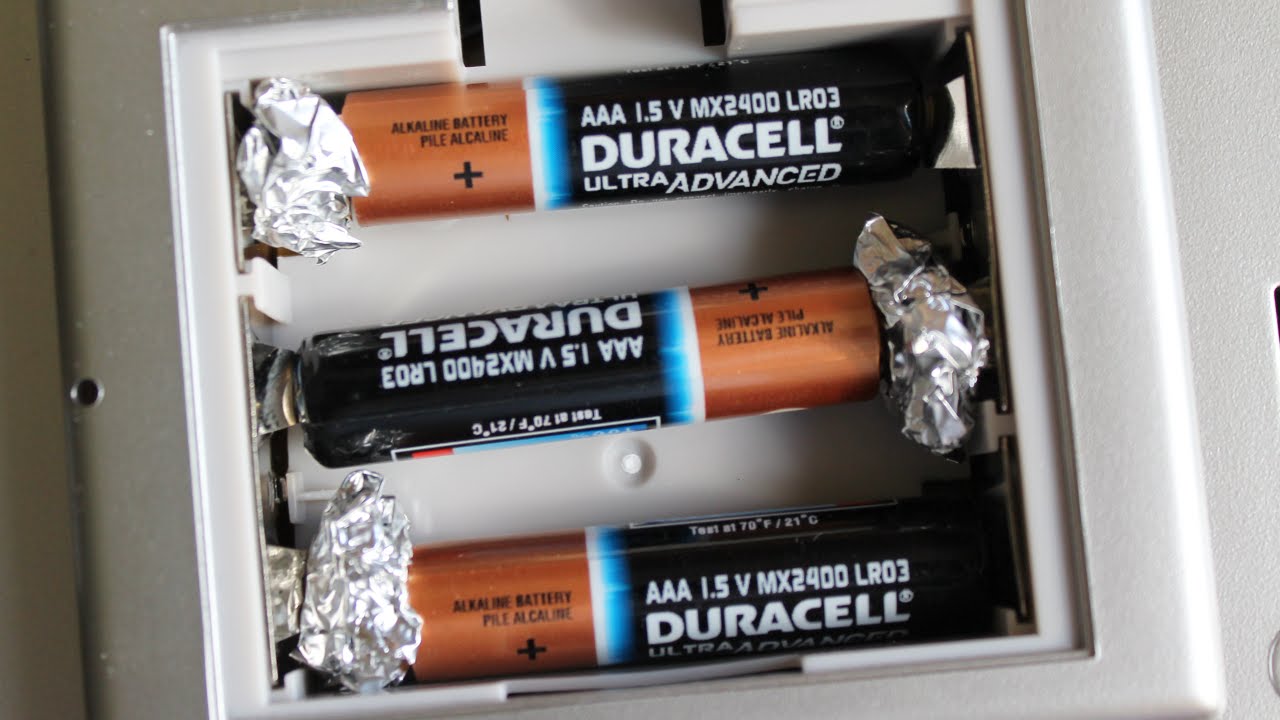 AAA 1.5 V MX2400 LR03
DURACELL®
ULTRA ADVANCED
ALKALINE BATTERY
PILE ALCALINE
+
DURACELL®
AAA 1.5 V MX2400 LR03
Test at 70°F / 21°C
+
PILE ALCALINE
ALKALINE BATTERY
Test at 70°F / 21°C
AAA 1.5 V MX2400 LR03
DURACELL®
ULTRA ADVANCED
ALKALINE BATTERY
PILE ALCALINE
+